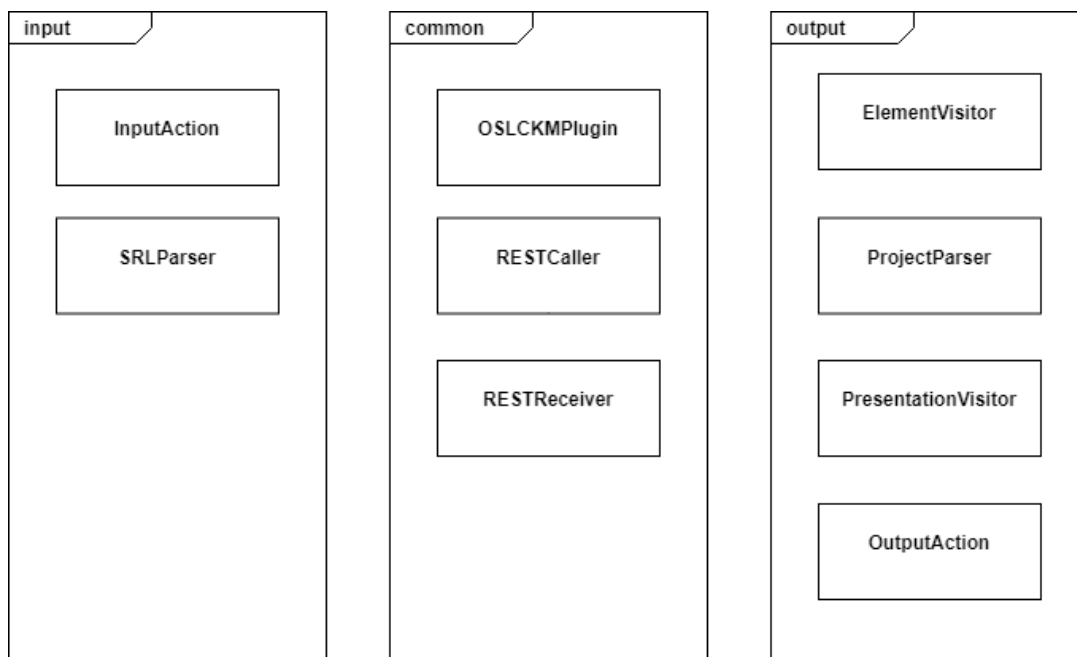 input
InputAction
SRLParser
common
OSLCKMPlugin
RESTCaller
RESTReceiver
output
ElementVisitor
ProjectParser
PresentationVisitor
OutputAction